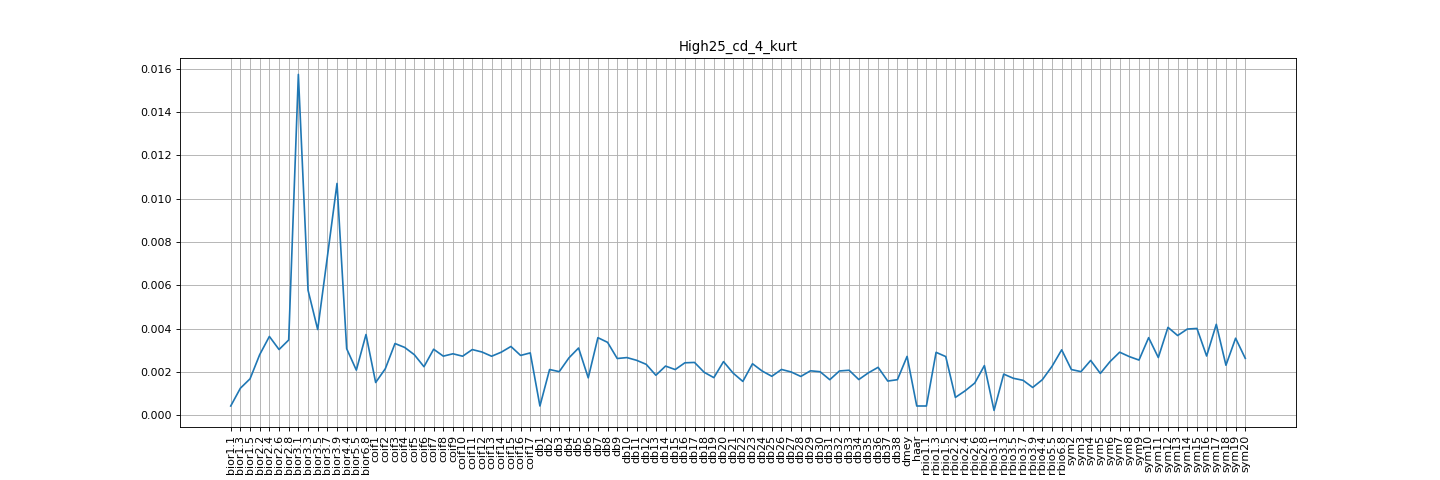 High25_cd_4_kurt
0.016
0.014
0.012
0.010
0.008
0.006
0.004
0.002
0.000
bior1.1
bior1.3
bior1.5
bior2.2
bior2.4
bior2.6
bior2.8
bior3.1
bior3.3
bior3.5
bior3.7
bior3.9
bior4.4
bior5.5
bior6.8
coif1
coif2
coif3
coif4
coif5
coif6
coif7
coif8
coif9
coif10
coif11
coif12
coif13
coif14
coif15
coif16
coif17
db1
db2
db3
db4
db5
db6
db7
db8
db9
db10
db11
db12
db13
db14
db15
db16
db17
db18
db19
db20
db21
db22
db23
db24
db25
db26
db27
db28
db29
db30
db31
db32
db33
db34
db35
db36
db37
db38
dmey
haar
rbio1.1
rbio1.3
rbio1.5
rbio2.2
rbio2.4
rbio2.6
rbio2.8
rbio3.1
rbio3.3
rbio3.5
rbio3.7
rbio3.9
rbio4.4
rbio5.5
rbio6.8
sym2
sym3
sym4
sym5
sym6
sym7
sym8
sym9
sym10
sym11
sym12
sym13
sym14
sym15
sym16
sym17
sym18
sym19
sym20